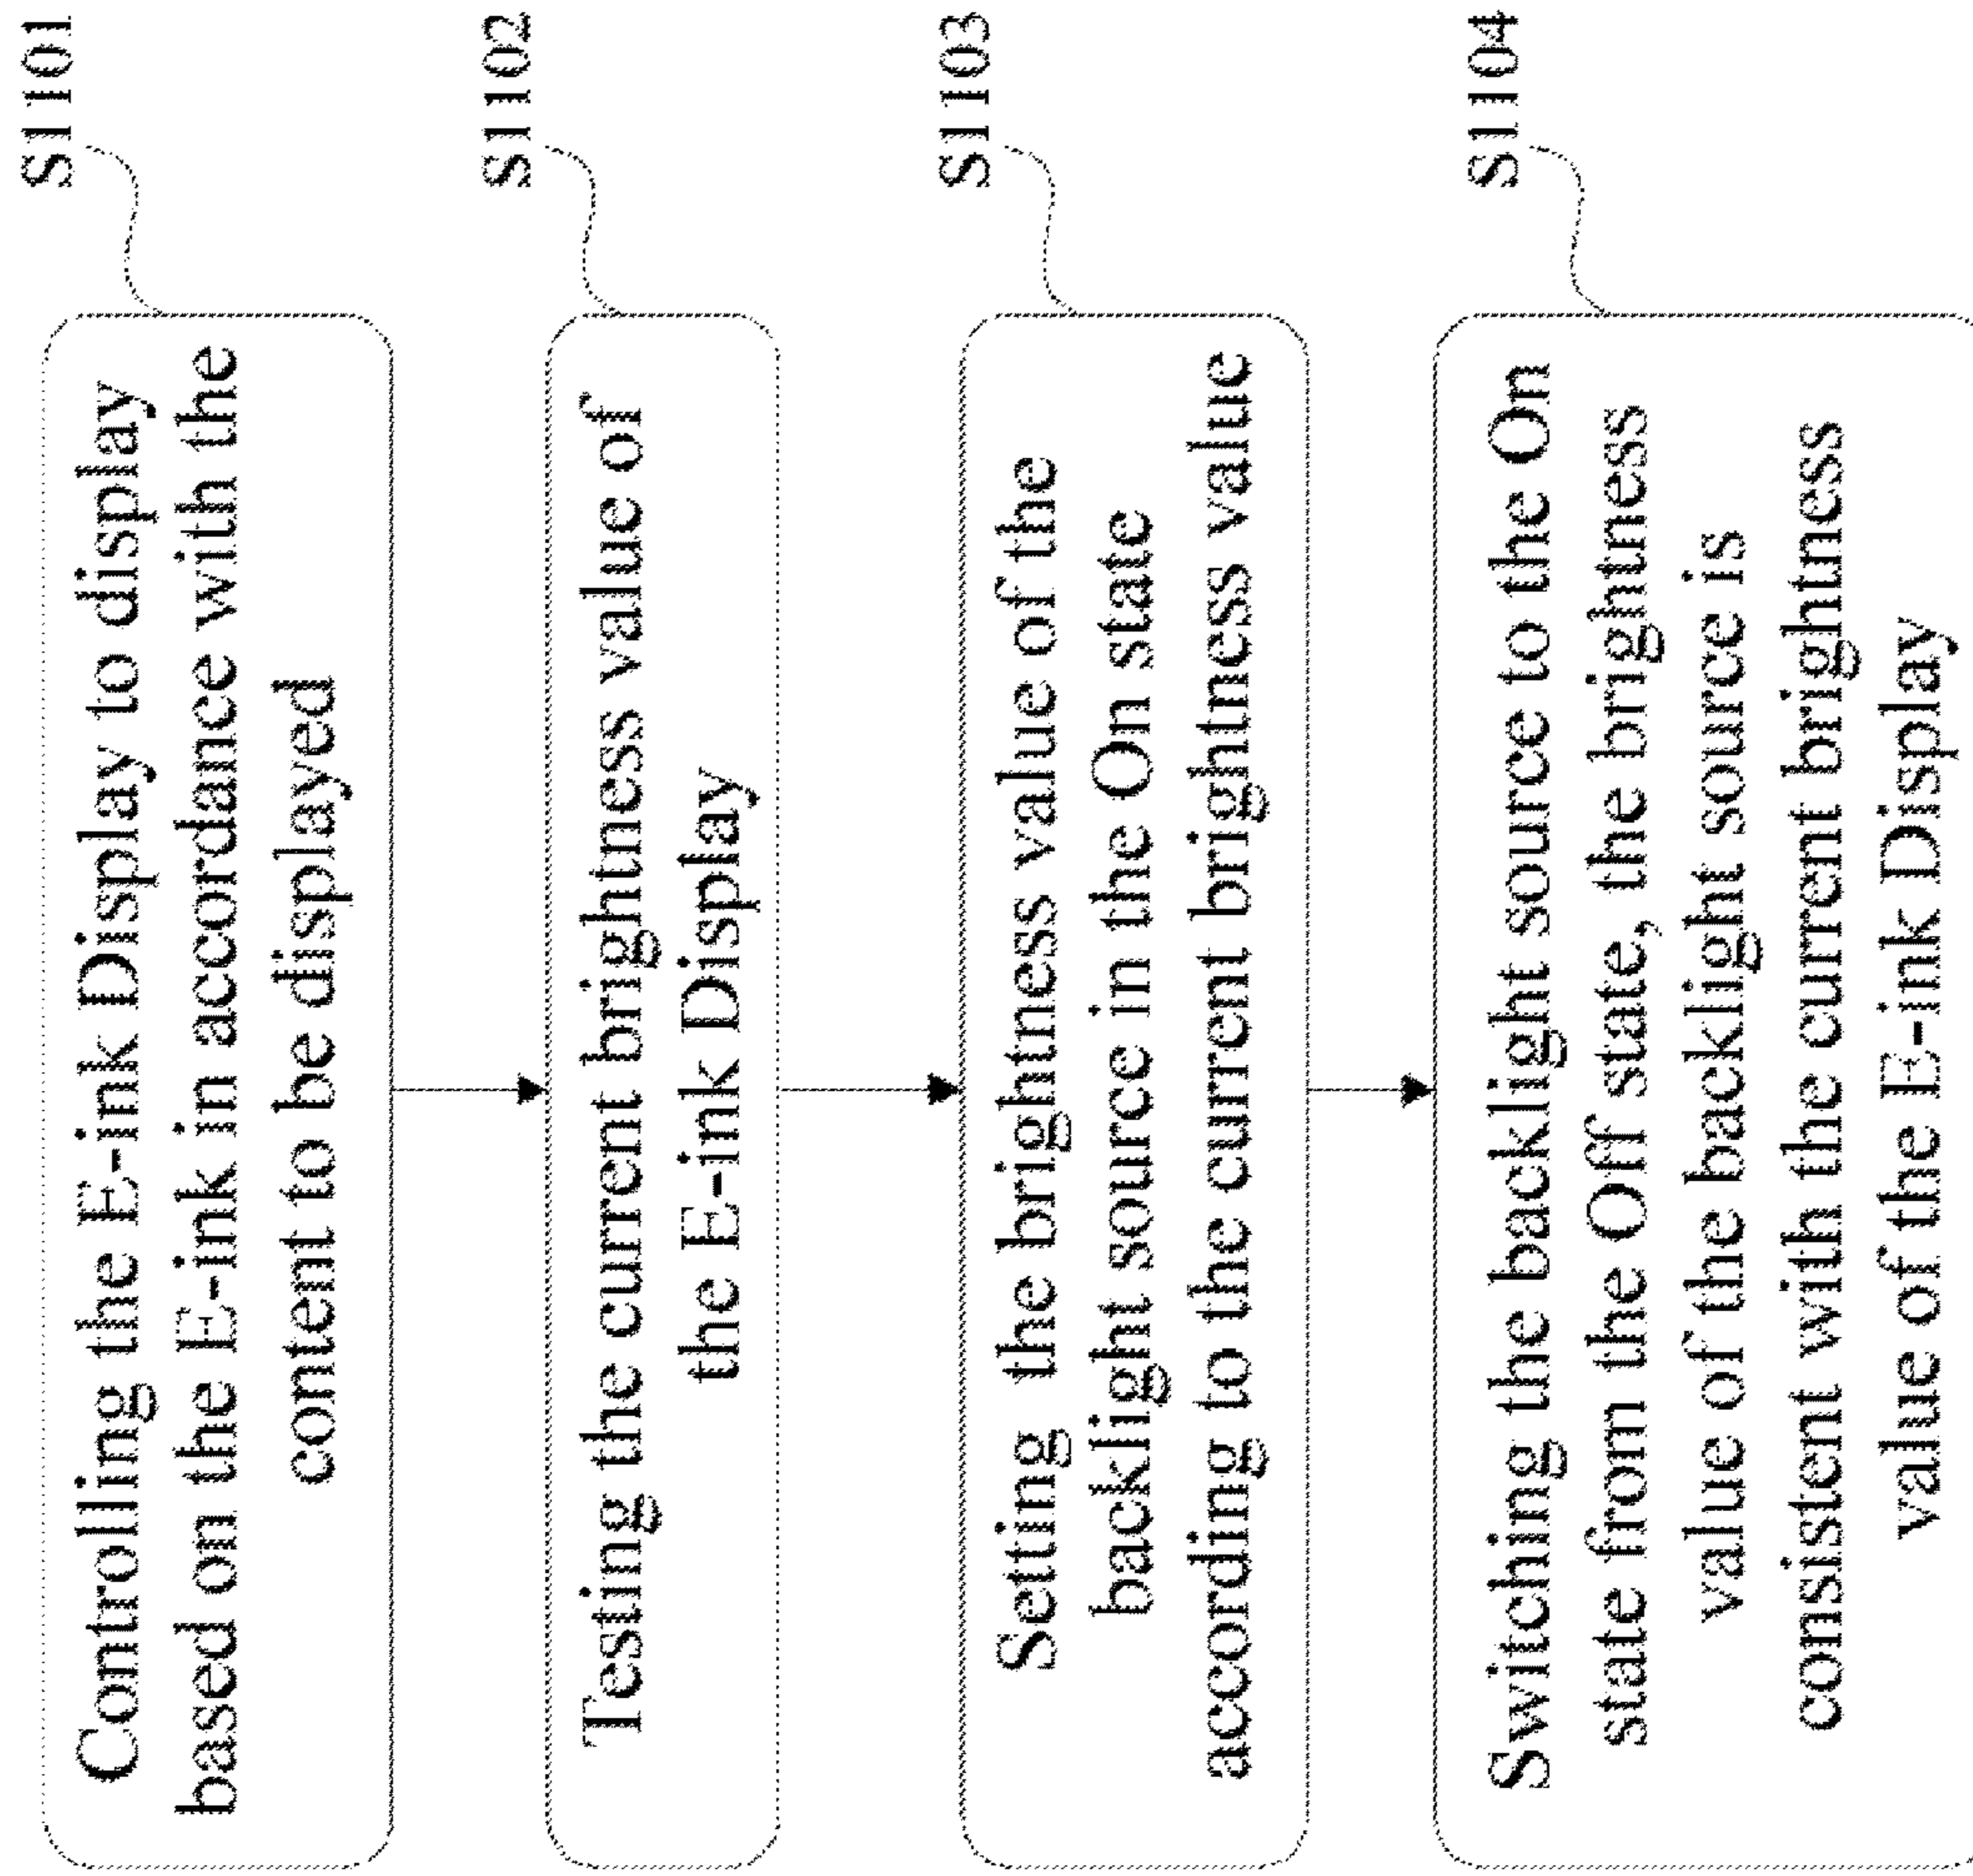 S1101
Controlling the E-ink Display to display
based on the E-ink in accordance with the
content to be displayed
S1102
Testing the current brightness value of
the E-ink Display
S1103
Setting the brightness value of the
backlight source in the On state
according to the current brightness value
S1104
Switching the backlight source to the On
state from the Off state, the brightness
value of the backlight source is
consistent with the current brightness
value of the E-ink Display